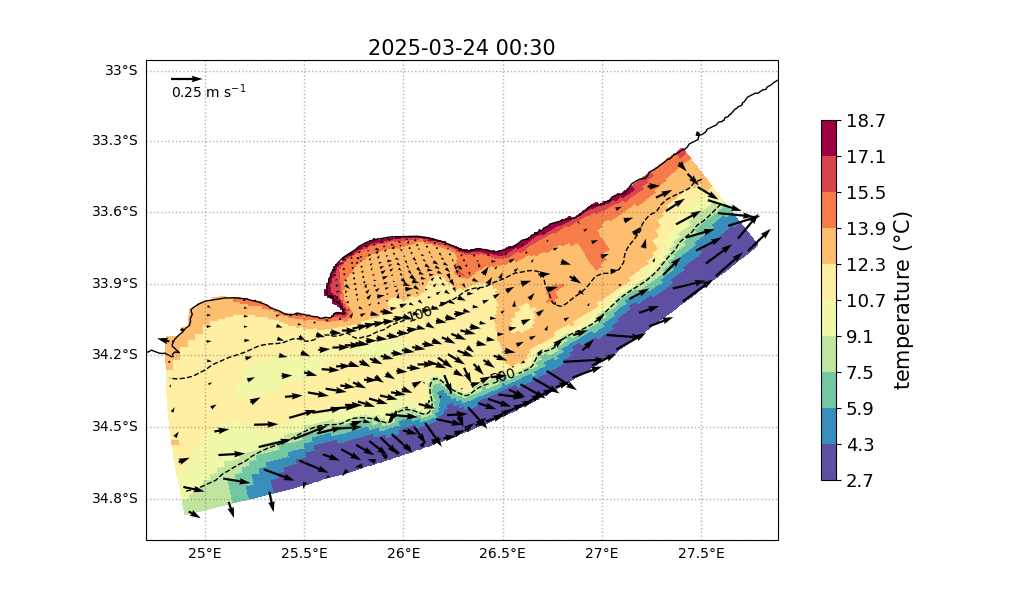 2025-03-24 00:30
0.25 m s⁻¹
33°S
33.3°S
33.6°S
33.9°S
34.2°S
34.5°S
34.8°S
100
500
25°E 25.5°E 26°E 26.5°E 27°E 27.5°E
18.7
17.1
15.5
13.9
12.3
10.7
9.1
7.5
5.9
4.3
2.7
temperature (°C)